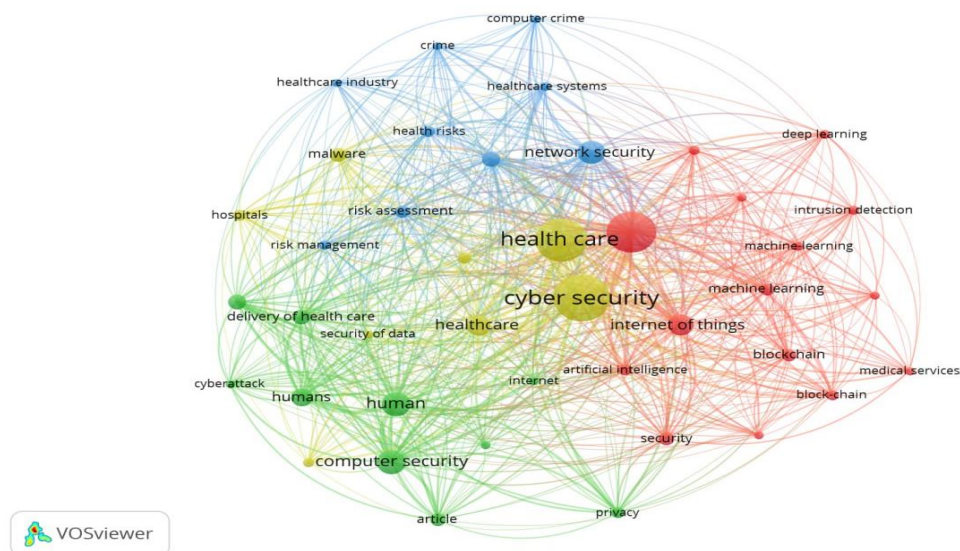 computer crime
crime
healthcare industry
healthcare systems
health risks
deep learning
malware
network security
hospitals
risk assessment
intrusion detection
risk management
health care
machine-learning
machine learning
cyber security
delivery of health care
healthcare
internet of things
security of data
blockchain
artificial intelligence
medical services
cyberattack
internet
humans
human
block-chain
security
computer security
privacy
article
VOSviewer